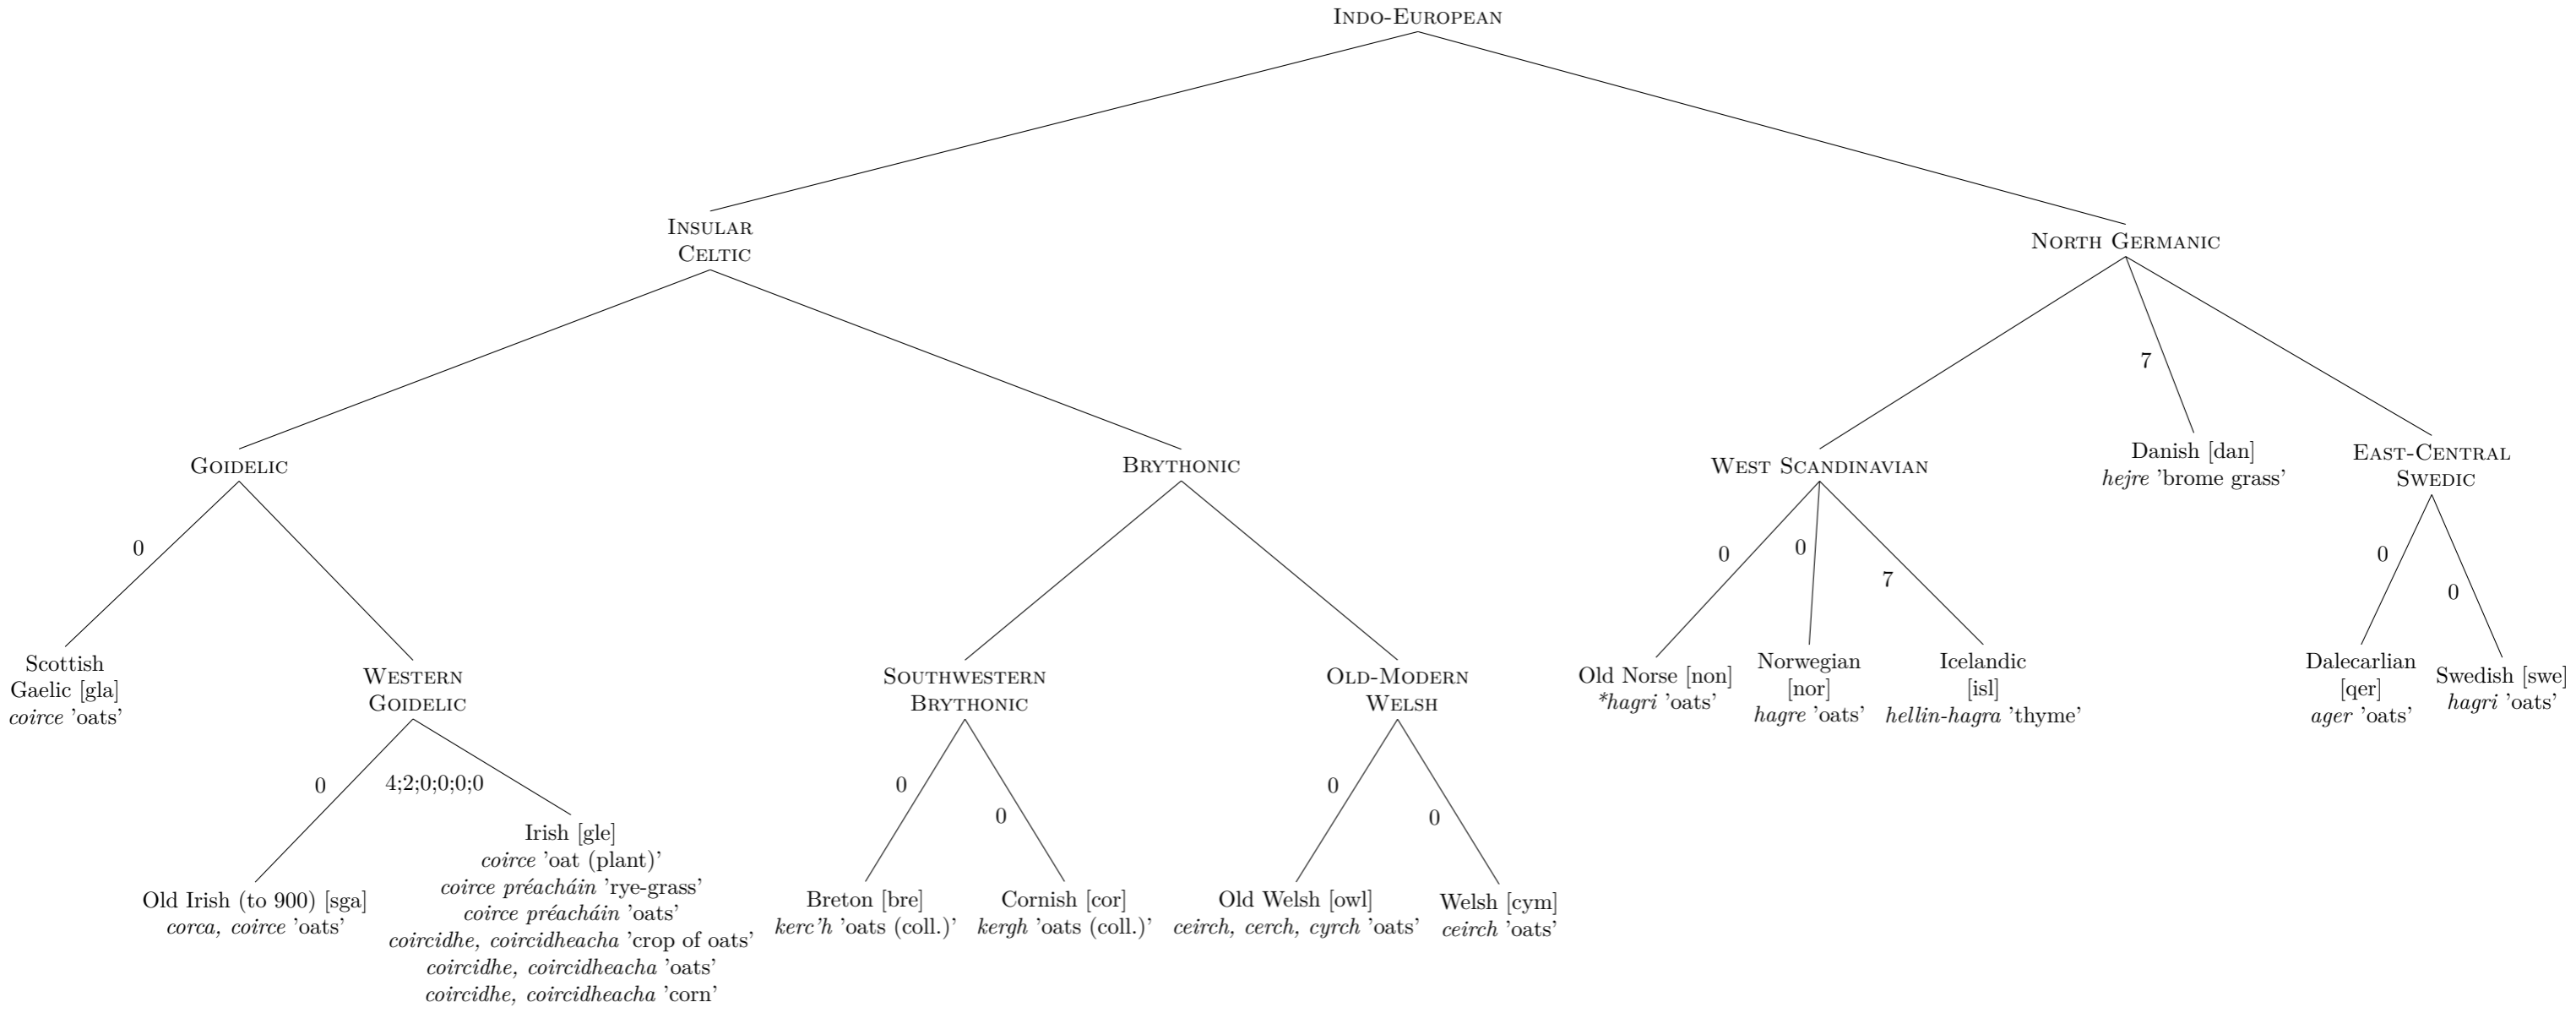 INDO-EUROPEAN
INSULAR
CELTIC
NORTH GERMANIC
7
GOIDELIC
BRYTHONIC
WEST SCANDINAVIAN
Danish [dan]
hejre 'brome grass'
EAST-CENTRAL
SWEDIC
0
0
0
7
0
0
Scottish
Gaelic [gla]
coirce 'oats'
WESTERN
GOIDELIC
SOUTHWESTERN
BRYTHONIC
OLD-MODERN
WELSH
Old Norse [non]
*hagri 'oats'
Norwegian
[nor]
hagre 'oats'
Icelandic
[isl]
hellin-hagra 'thyme'
Dalecarlian
[qer]
ager 'oats'
Swedish [swe]
hagri 'oats'
0
4;2;0;0;0;0
0
0
0
0
Old Irish (to 900) [sga]
corca, coirce 'oats'
Irish [gle]
coirce 'oat (plant)'
coirce préacháin 'rye-grass'
coirce préacháin 'oats'
coircidhe, coircidheacha 'crop of oats'
coircidhe, coircidheacha 'oats'
coircidhe, coircidheacha 'corn'
Breton [bre]
kerc'h 'oats (coll.)'
Cornish [cor]
kergh 'oats (coll.)'
Old Welsh [owl]
ceirch, cerch, cyrch 'oats'
Welsh [cym]
ceirch 'oats'